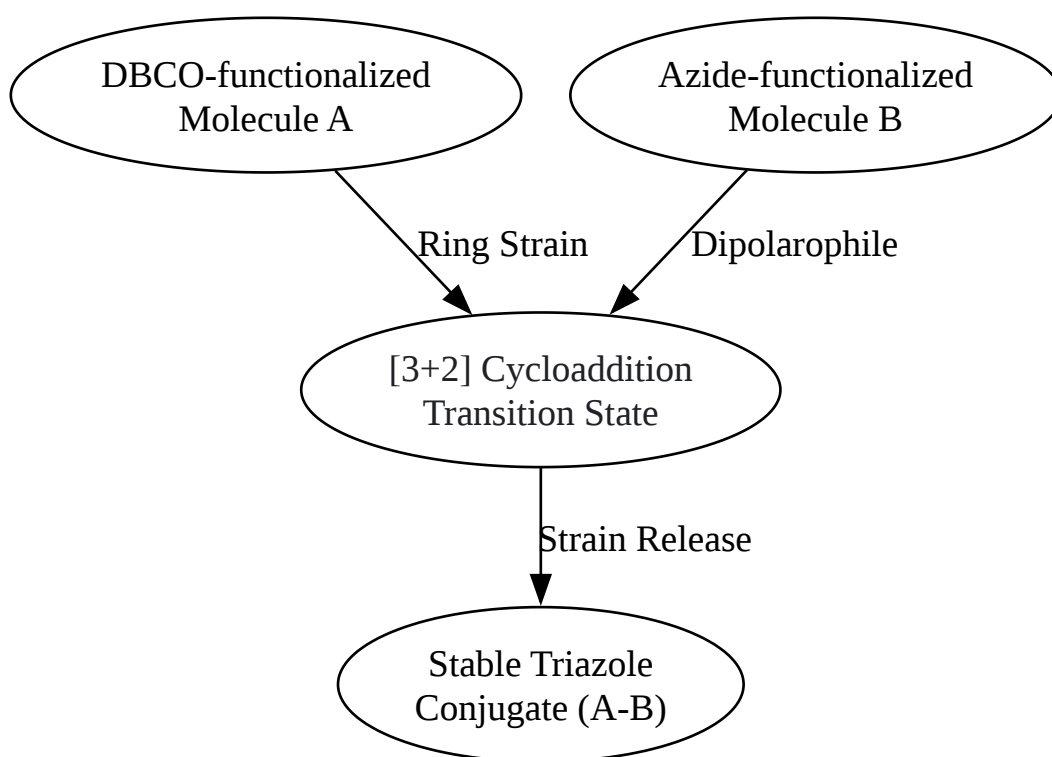 DBCO-functionalized
Molecule A
Azide-functionalized
Molecule B
Ring Strain
Dipolarophile
[3+2] Cycloaddition
Transition State
Strain Release
Stable Triazole
Conjugate (A-B)